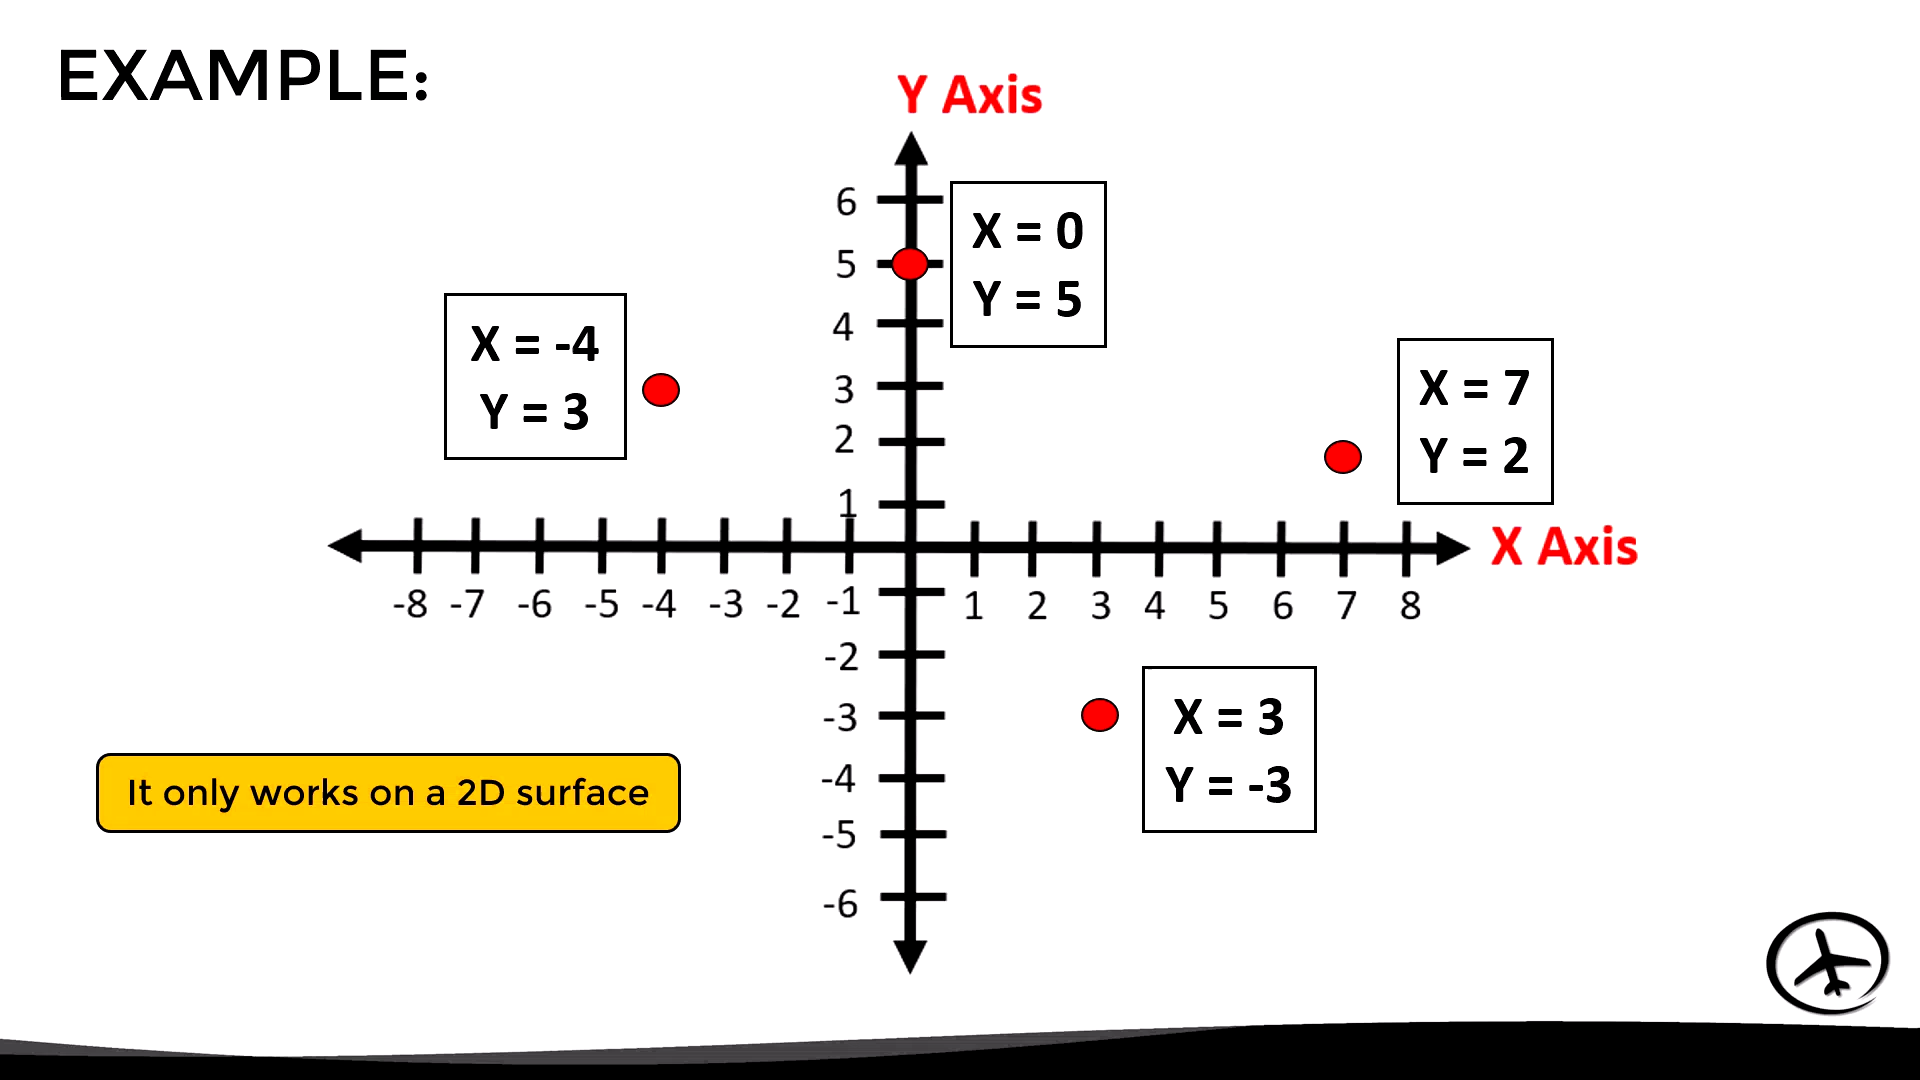 EXAMPLE:
Y Axis
6
X = 0
5
Y = 5
4
X = -4
Y = 3
3
X = 7
Y = 2
2
1
X Axis
-8 -7 -6 -5 -4 -3 -2 -1 1 2 3 4 5 6 7 8
-2
-3
X = 3
Y = -3
-4
It only works on a 2D surface
-5
-6